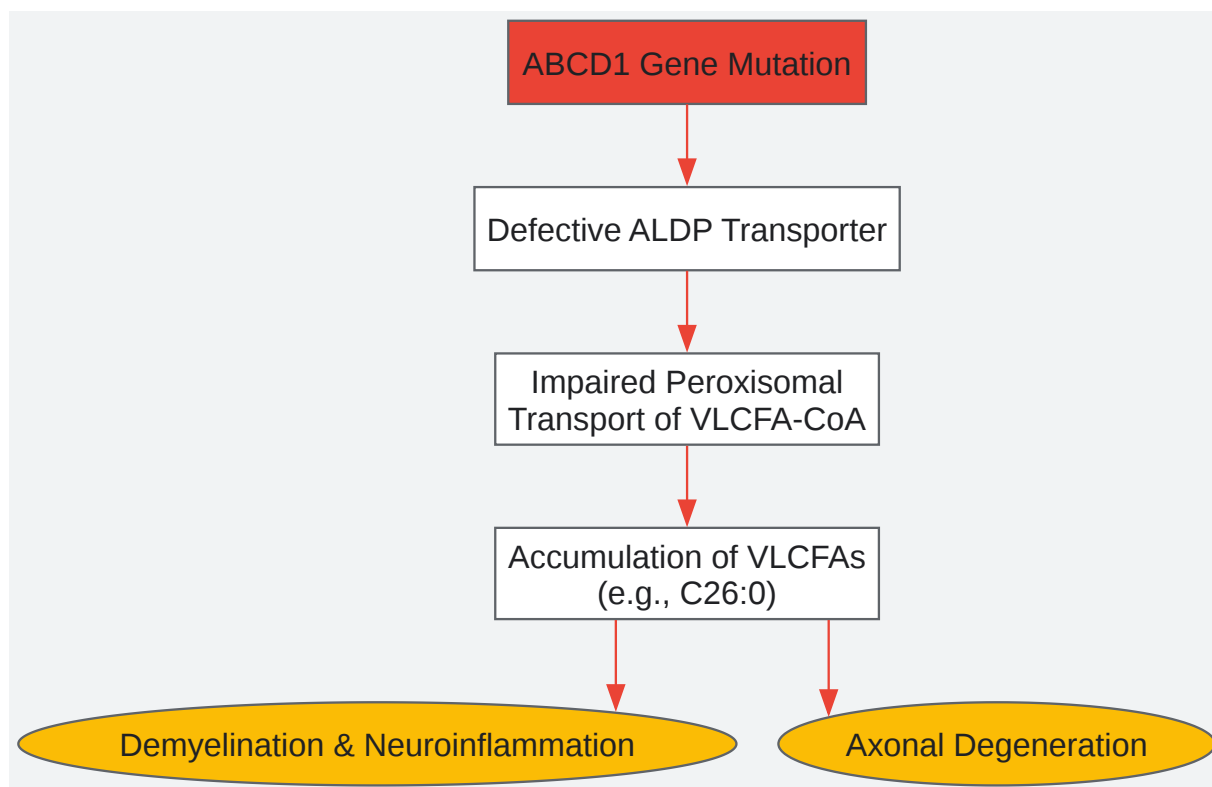 ABCD1 Gene Mutation
Defective ALDP Transporter
Impaired Peroxisomal
Transport of VLCFA-CoA
Accumulation of VLCFAs
(e.g., C26:0)
Demyelination & Neuroinflammation
Axonal Degeneration